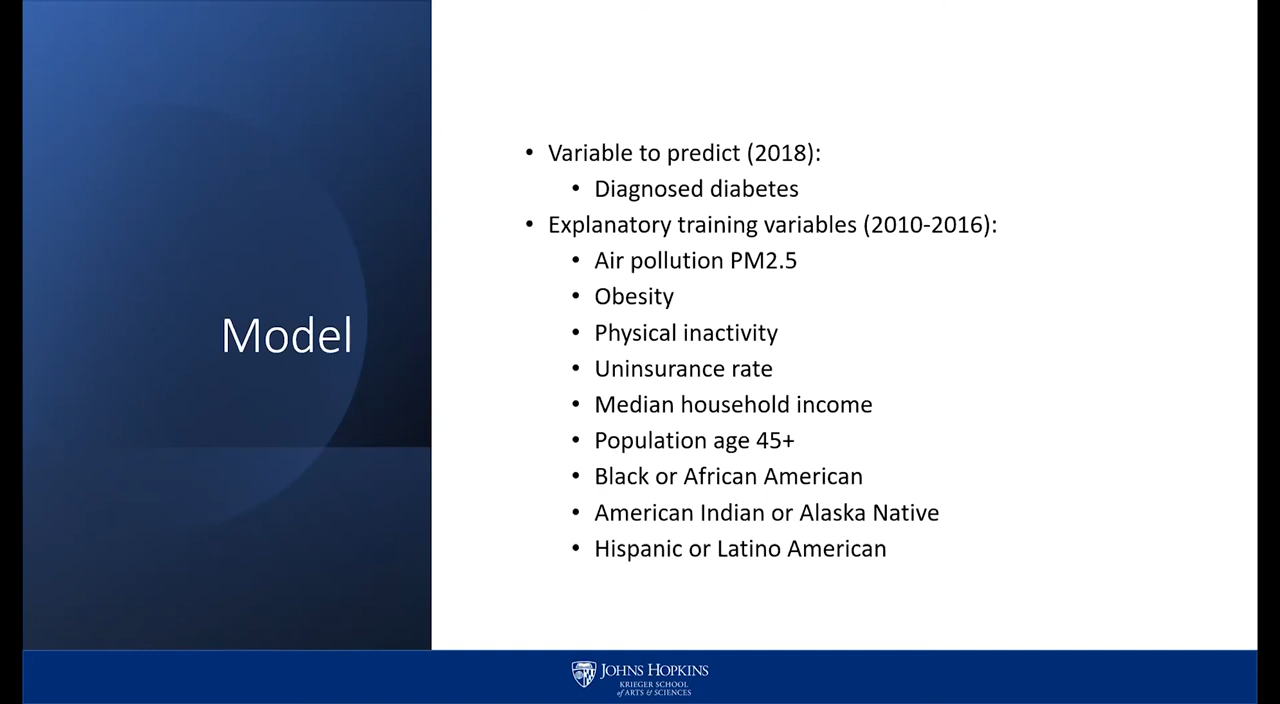 Model
• Variable to predict (2018):
• Diagnosed diabetes
• Explanatory training variables (2010-2016):
• Air pollution PM2.5
• Obesity
• Physical inactivity
• Uninsurance rate
• Median household income
• Population age 45+
• Black or African American
• American Indian or Alaska Native
• Hispanic or Latino American
JOHNS HOPKINS
KRIEGER SCHOOL
of ARTS & SCIENCES